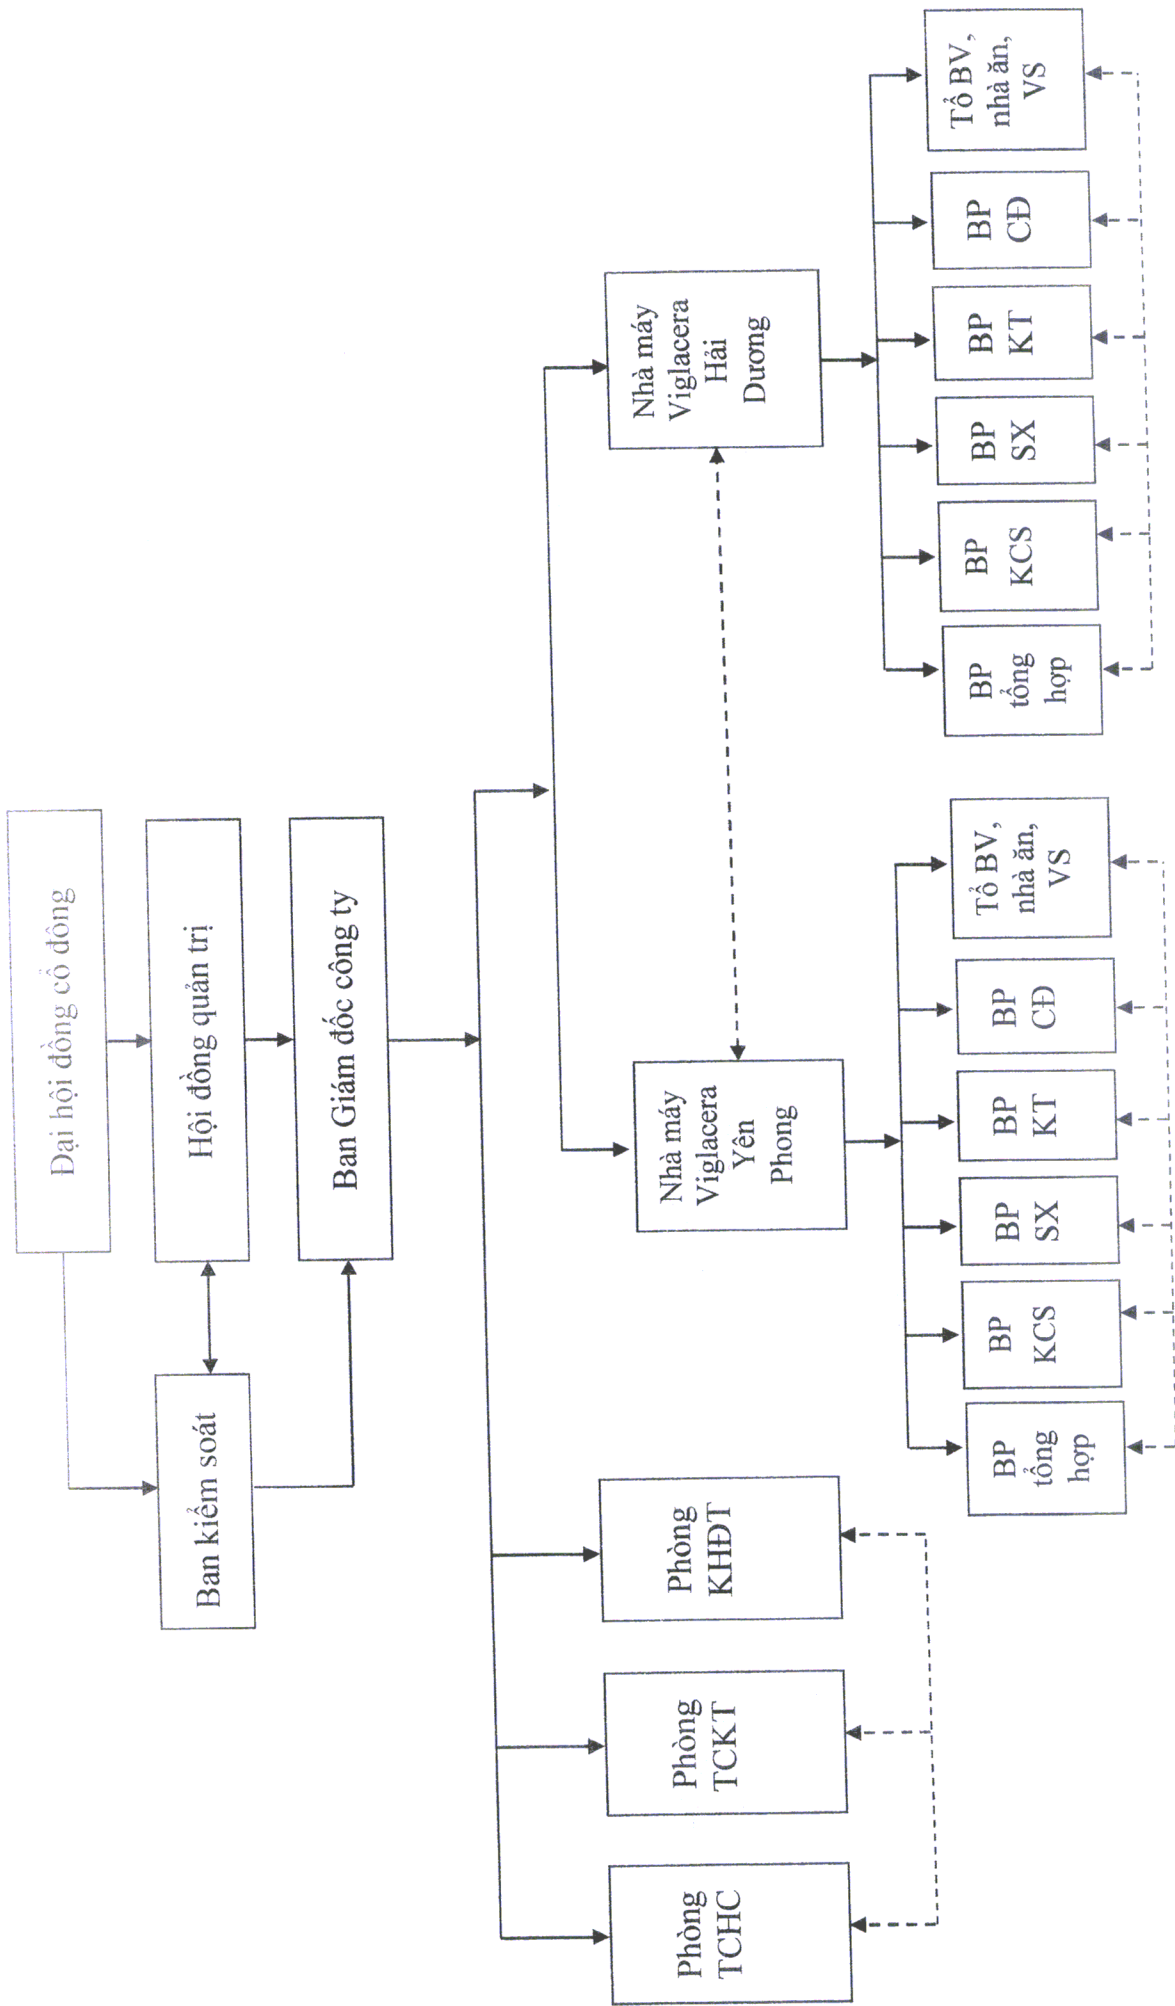 Đại hội đồng cổ đông
Ban kiểm soát
Hội đồng quản trị
Ban Giám đốc công ty
Phòng
TCHC
Phòng
TCKT
Phòng
KHĐT
Nhà máy
Viglacera
Yên
Phong
Nhà máy
Viglacera
Hải
Dương
BP
tổng
hợp
BP
KCS
BP
SX
BP
KT
BP
CĐ
Tổ BV,
nhà ăn,
VS
BP
tổng
hợp
BP
KCS
BP
SX
BP
KT
BP
CĐ
Tổ BV,
nhà ăn,
VS